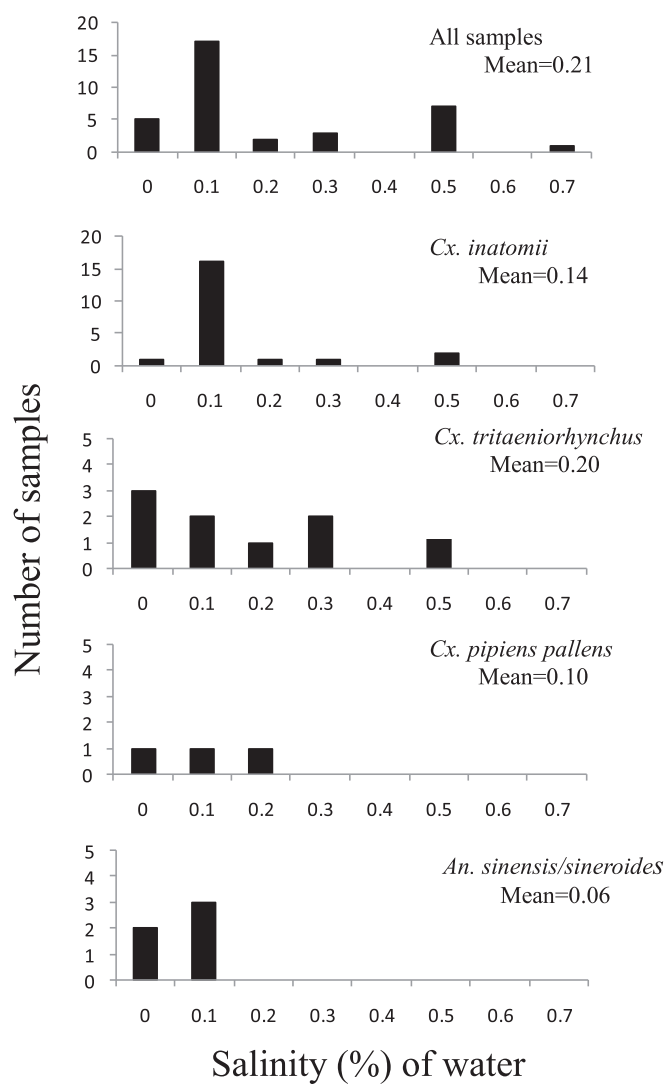 20
All samples
15
Mean=0.21
10
5
0
0 0.1 0.2 0.3 0.4 0.5 0.6 0.7
20
Cx. inatomii
15
Mean=0.14
10
5
0
0 0.1 0.2 0.3 0.4 0.5 0.6 0.7
Number of samples
5
Cx. tritaeniorhynchus
4
Mean=0.20
3
2
1
0
0 0.1 0.2 0.3 0.4 0.5 0.6 0.7
5
Cx. pipiens pallens
4
Mean=0.10
3
2
1
0
0 0.1 0.2 0.3 0.4 0.5 0.6 0.7
5
An. sinensis/sineroides
4
Mean=0.06
3
2
1
0
0 0.1 0.2 0.3 0.4 0.5 0.6 0.7
Salinity (%) of water